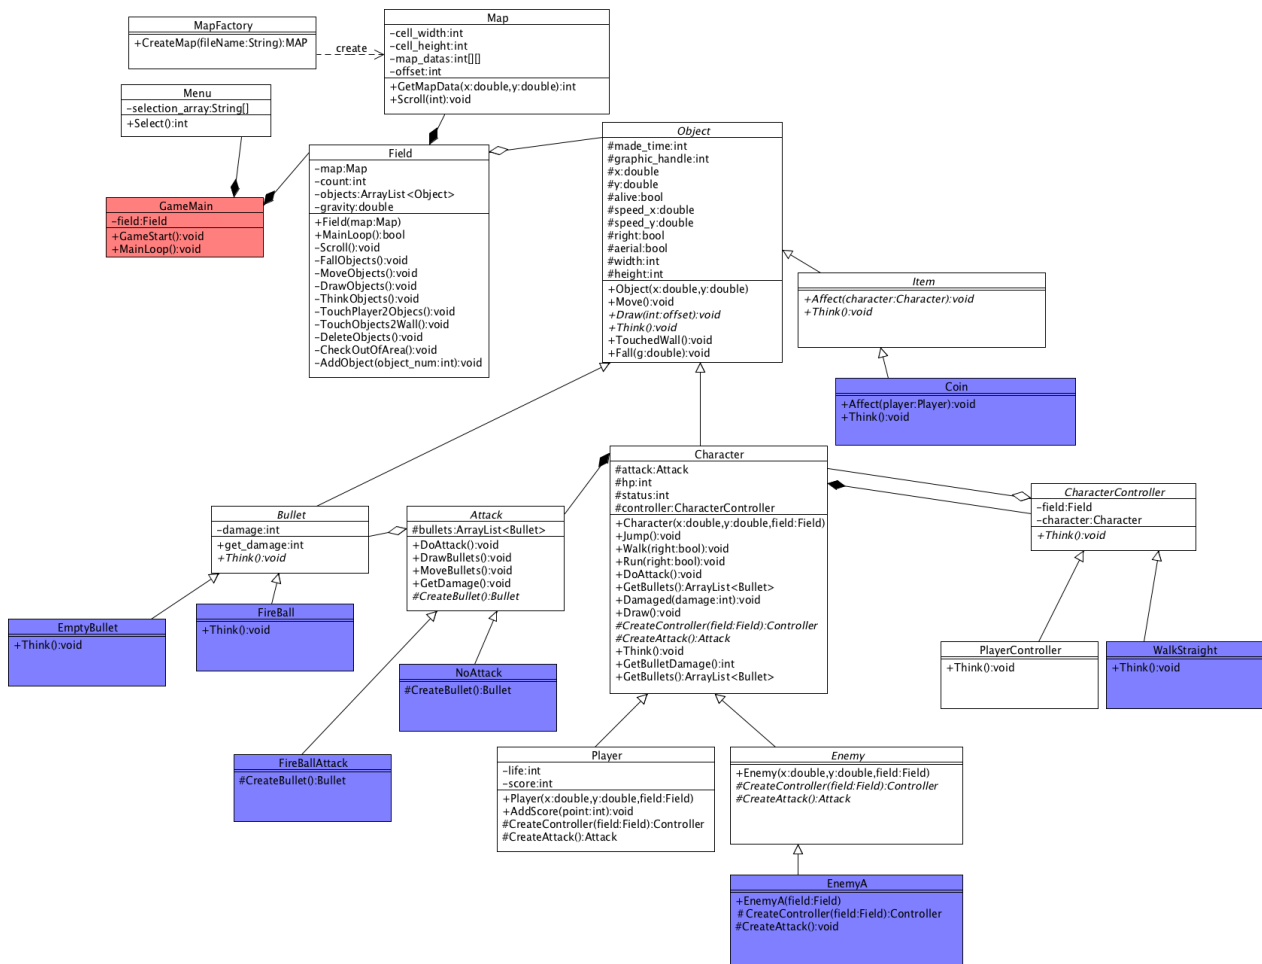 MapFactory
+CreateMap(fileName:String):MAP
create
Map
-cell_width:int
-cell_height:int
-map_datas:int[][]
-offset:int
+GetMapData(x:double,y:double):int
+Scroll(int):void
Menu
-selection_array:String[]
+Select():int
GameMain
-field:Field
+GameStart():void
+MainLoop():void
Field
-map:Map
-count:int
-objects:ArrayList<Object>
-gravity:double
+Field(map:Map)
+MainLoop():bool
-Scroll():void
-FallObjects():void
-MoveObjects():void
-DrawObjects():void
-ThinkObjects():void
-TouchPlayer2Objecs():void
-TouchObjects2Wall():void
-DeleteObjects():void
-CheckOutOfArea():void
-AddObject(object_num:int):void
Object
#made_time:int
#graphic_handle:int
#x:double
#y:double
#alive:bool
#speed_x:double
#speed_y:double
#right:bool
#aerial:bool
#width:int
#height:int
+Object(x:double,y:double)
+Move():void
+Draw(int:offset):void
+Think():void
+TouchedWall():void
+Fall(g:double):void
Item
+Affect(character:Character):void
+Think():void
Coin
+Affect(player:Player):void
+Think():void
Character
#attack:Attack
#hp:int
#status:int
#controller:CharacterController
+Character(x:double,y:double,field:Field)
+Jump():void
+Walk(right:bool):void
+Run(right:bool):void
+DoAttack():void
+GetBullets():ArrayList<Bullet>
+Damaged(damage:int):void
+Draw():void
#CreateController(field:Field):Controller
#CreateAttack():Attack
+Think():void
+GetBulletDamage():int
+GetBullets():ArrayList<Bullet>
CharacterController
-field:Field
-character:Character
+Think():void
Bullet
-damage:int
+get_damage:int
+Think():void
Attack
#bullets:ArrayList<Bullet>
+DoAttack():void
+DrawBullets():void
+MoveBullets():void
+GetDamage():void
#CreateBullet():Bullet
EmptyBullet
+Think():void
FireBall
+Think():void
NoAttack
#CreateBullet():Bullet
PlayerController
+Think():void
WalkStraight
+Think():void
FireBallAttack
#CreateBullet():Bullet
Player
-life:int
-score:int
+Player(x:double,y:double,field:Field)
+AddScore(point:int):void
#CreateController(field:Field):Controller
#CreateAttack():Attack
Enemy
+Enemy(x:double,y:double,field:Field)
#CreateController(field:Field):Controller
#CreateAttack():Attack
EnemyA
+EnemyA(field:Field)
#CreateController(field:Field):Controller
#CreateAttack():void